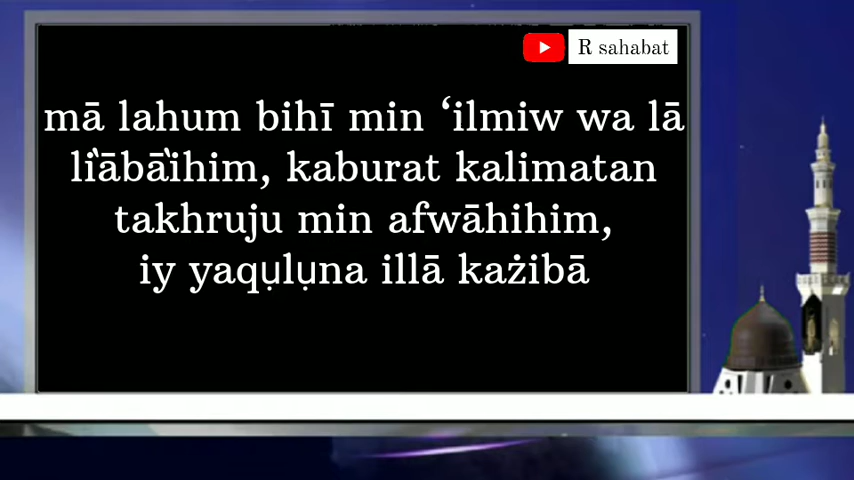 R sahabat
mā lahum bihī min ‘ilmiw wa lā
li`ābā`ihim, kaburat kalimatan
takhruju min afwāhihim,
iy yaqụlụna illā każibā